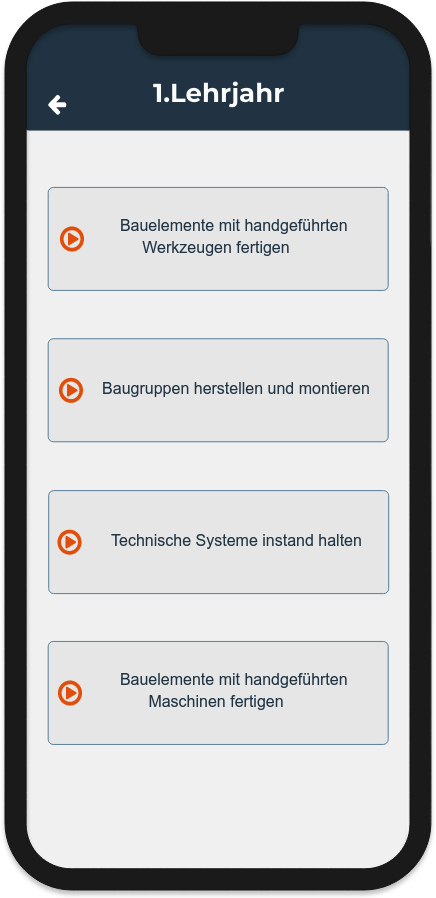 1.Lehrjahr
Bauelemente mit handgeführten
Werkzeugen fertigen
Baugruppen herstellen und montieren
Technische Systeme instand halten
Bauelemente mit handgeführten
Maschinen fertigen